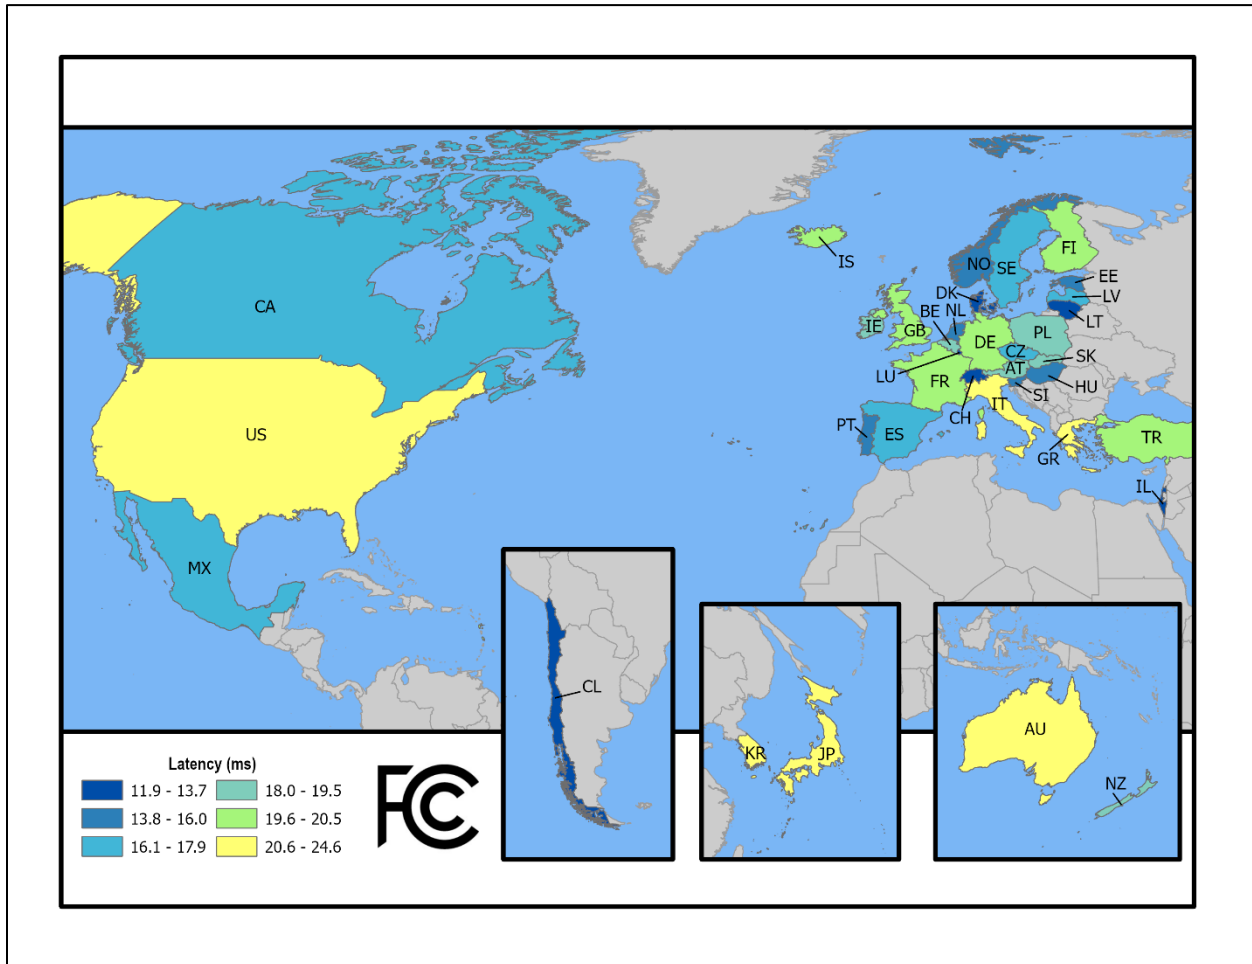 IS
FI
NO
SE
EE
DK
LV
CA
BE
NL
LT
IE
GB
PL
DE
CZ
SK
AT
LU
FR
HU
SI
US
CH
IT
PT
ES
TR
GR
IL
MX
CL
AU
KR
JP
NZ
Latency (ms)
11.9 - 13.7
18.0 - 19.5
13.8 - 16.0
19.6 - 20.5
16.1 - 17.9
20.6 - 24.6
FCC